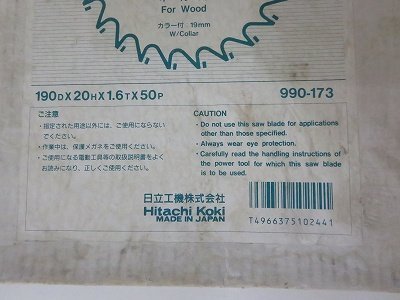 For Wood
カラー付 19mm
W/Collar
190D×20H×1.6T×50P
990-173
ご注意
・指定された用途以外には、ご使用にならない
でください。
・作業中は、保護メガネをご使用ください。
・ご使用になる電動工具等の取扱説明書をよく
お読みになり、正しくご使用ください。
CAUTION
・Do not use this saw blade for applications
other than those specified.
・Always wear eye protection.
・Carefully read the handling instructions of
the power tool for which this saw blade
is to be used.
日立工機株式会社
Hitachi Koki
MADE IN JAPAN
T4966375102441